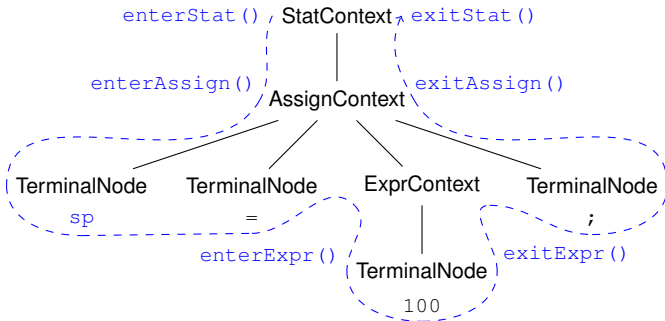 enterStat() StatContext exitStat()
enterAssign() exitAssign()
AssignContext
TerminalNode TerminalNode ExprContext TerminalNode
sp = ;
enterExpr() exitExpr()
TerminalNode
100